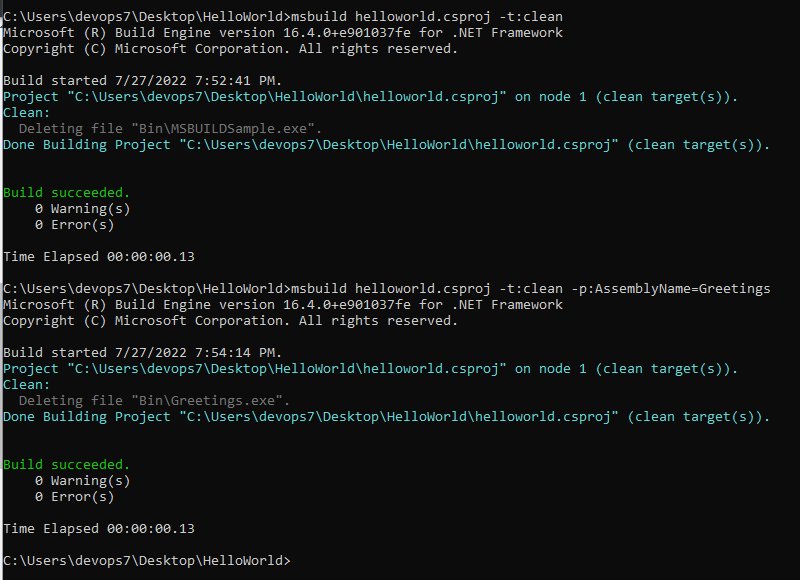 C:\Users\devops7\Desktop\HelloWorld>msbuild helloworld.csproj -t:clean
Microsoft (R) Build Engine version 16.4.0+e901037fe for .NET Framework
Copyright (C) Microsoft Corporation. All rights reserved.
Build started 7/27/2022 7:52:41 PM.
Project "C:\Users\devops7\Desktop\HelloWorld\helloworld.csproj" on node 1 (clean target(s)).
Clean:
  Deleting file "Bin\MSBUILDSample.exe".
Done Building Project "C:\Users\devops7\Desktop\HelloWorld\helloworld.csproj" (clean target(s)).
Build succeeded.
    0 Warning(s)
    0 Error(s)
Time Elapsed 00:00:00.13
C:\Users\devops7\Desktop\HelloWorld>msbuild helloworld.csproj -t:clean -p:AssemblyName=Greetings
Microsoft (R) Build Engine version 16.4.0+e901037fe for .NET Framework
Copyright (C) Microsoft Corporation. All rights reserved.
Build started 7/27/2022 7:54:14 PM.
Project "C:\Users\devops7\Desktop\HelloWorld\helloworld.csproj" on node 1 (clean target(s)).
Clean:
  Deleting file "Bin\Greetings.exe".
Done Building Project "C:\Users\devops7\Desktop\HelloWorld\helloworld.csproj" (clean target(s)).
Build succeeded.
    0 Warning(s)
    0 Error(s)
Time Elapsed 00:00:00.13
C:\Users\devops7\Desktop\HelloWorld>